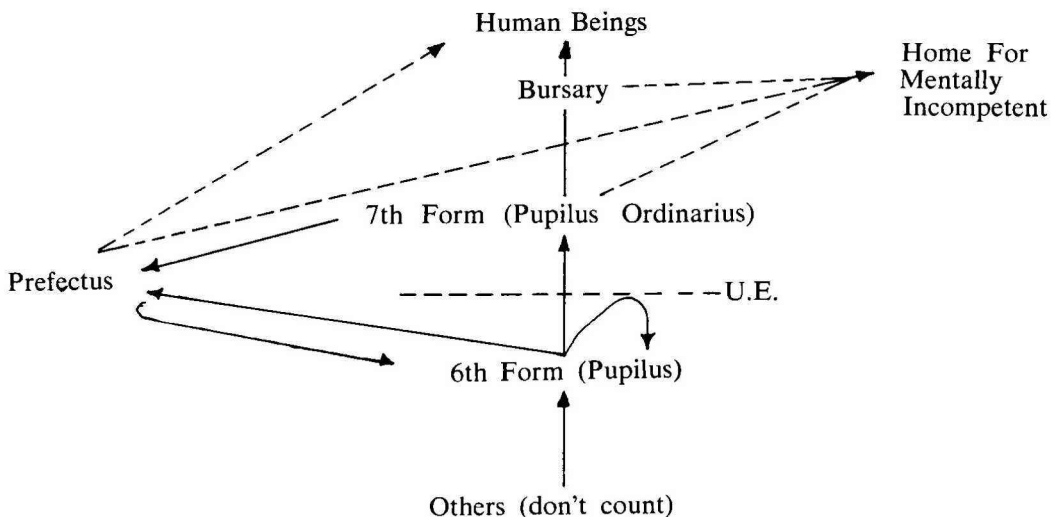 Human Beings
Home For
Mentally
Incompetent
Bursary
7th Form (Pupilus Ordinarius)
Prefectus
U.E.
6th Form (Pupilus)
Others (don't count)